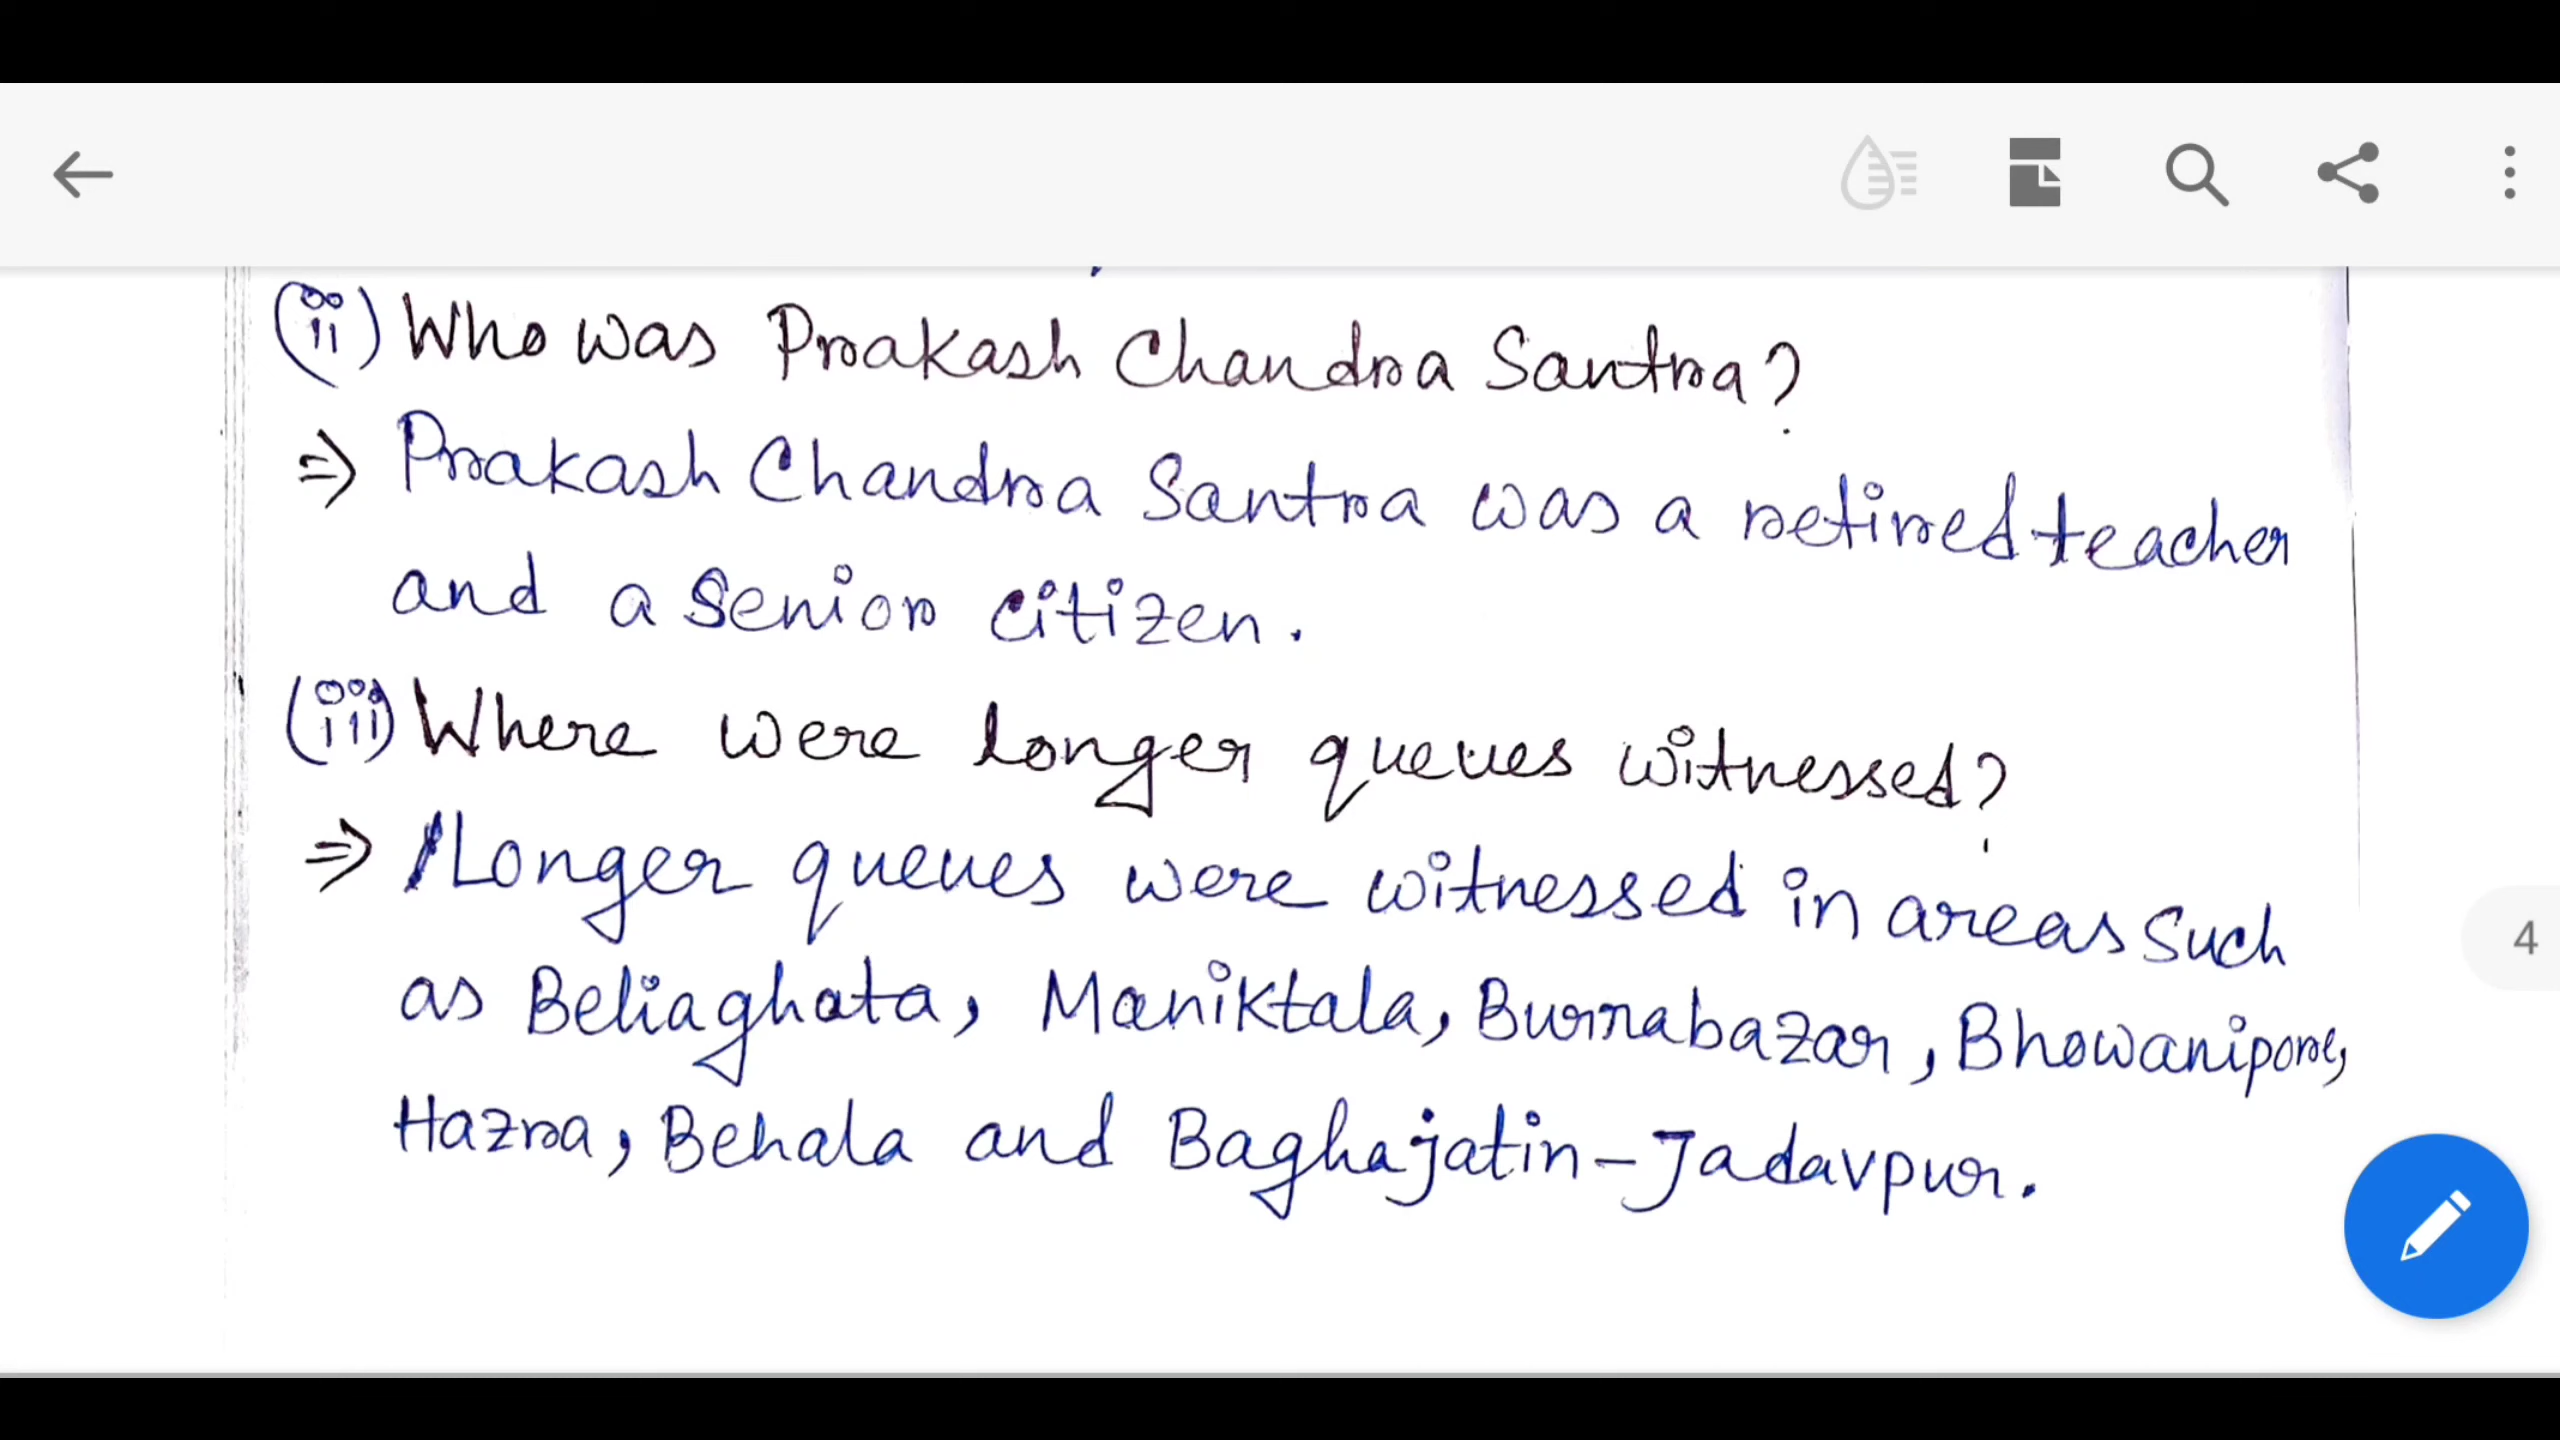 (ii) Who was Prakash Chandra Santra?
⇒ Prakash Chandra Santra was a retired teacher
and a Senior citizen.
(iii) Where were longer queues witnessed?
⇒ Longer queues were witnessed in areas Such
as Beliaghata, Maniktala, Burrabazar, Bhowanipore,
Hazra, Behala and Baghajatin-Jadavpur.
4